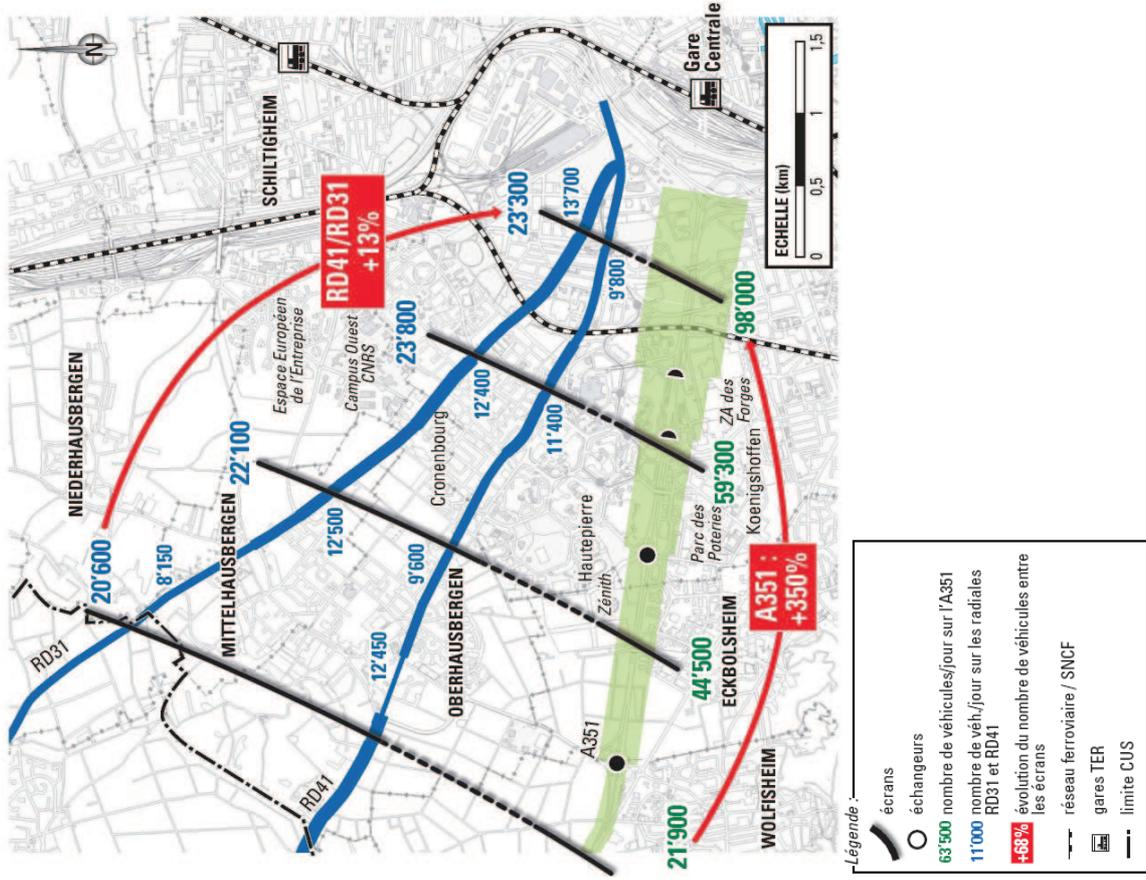 N
SCHILTIGHEIM
Gare
Centrale
NIEDERHAUSBERGEN
Espace Européen
de l'Entreprise
RD41/RD31
+13%
Campus Ouest
CNRS
20'600
22'100
23'800
23'300
RD31
8'150
12'500
12'400
13'700
MITTELHAUSBERGEN
Cronenbourg
RD41
12'450
9'600
11'400
9'800
OBERHAUSBERGEN
Hautepierre
Zénith
A351
Parc des
Poteries
ZA des
Forges
Koenigshoffen
ECKBOLSHEIM
WOLFISHEIM
21'900
44'500
59'300
98'000
A351 :
+350%
ECHELLE (km)
0 0,5 1 1,5
Légende :
écrans
échangeurs
63'500 nombre de véhicules/jour sur l'A351
11'000 nombre de véh./jour sur les radiales
RD31 et RD41
+68% évolution du nombre de véhicules entre
les écrans
réseau ferroviaire / SNCF
gares TER
limite CUS